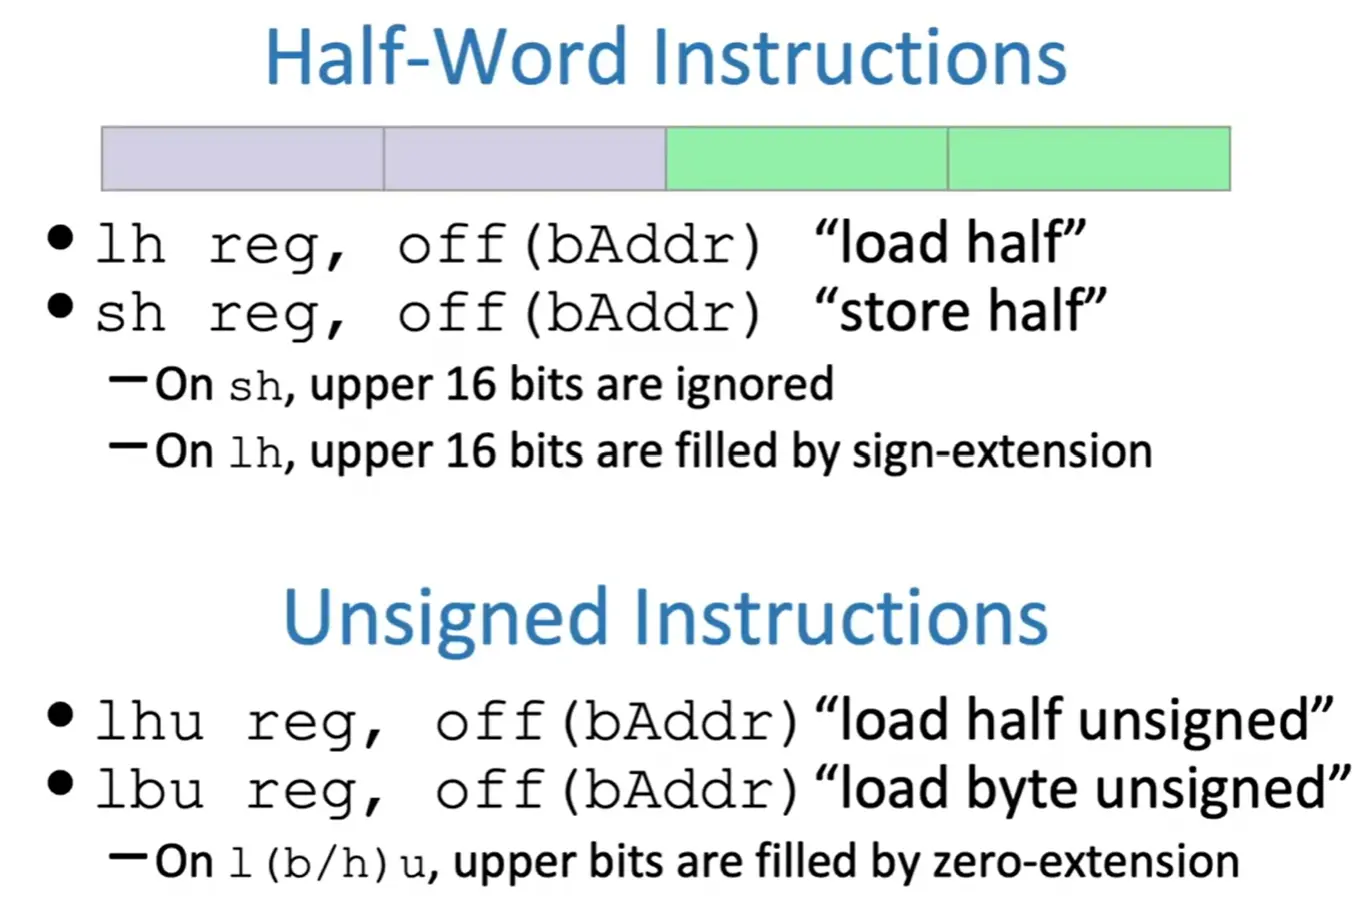 Half-Word Instructions
• lh reg, off(bAddr) “load half”
• sh reg, off(bAddr) “store half”
–On sh, upper 16 bits are ignored
–On lh, upper 16 bits are filled by sign-extension
Unsigned Instructions
• lhu reg, off(bAddr) “load half unsigned”
• lbu reg, off(bAddr) “load byte unsigned”
–On l(b/h)u, upper bits are filled by zero-extension